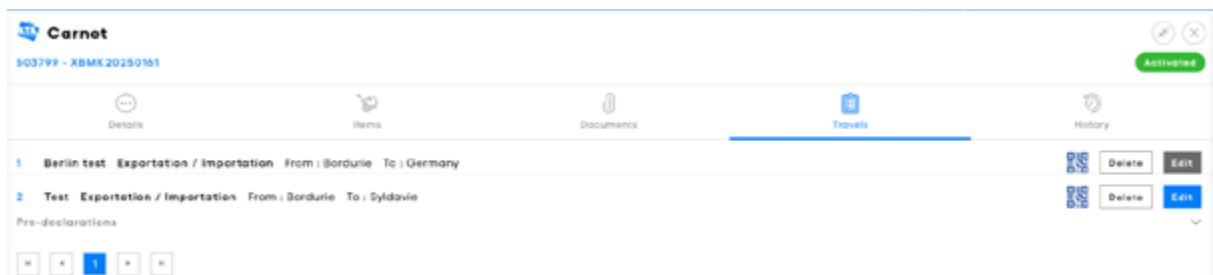 Carnet
503799 - XBMK20250161
Activated
Details Items Documents Travels History
1 Berlin test Exportation / Importation From : Bordurie To : Germany Delete Edit
2 Test Exportation / Importation From : Bordurie To : Syldavie Delete Edit
Pre-declarations
1